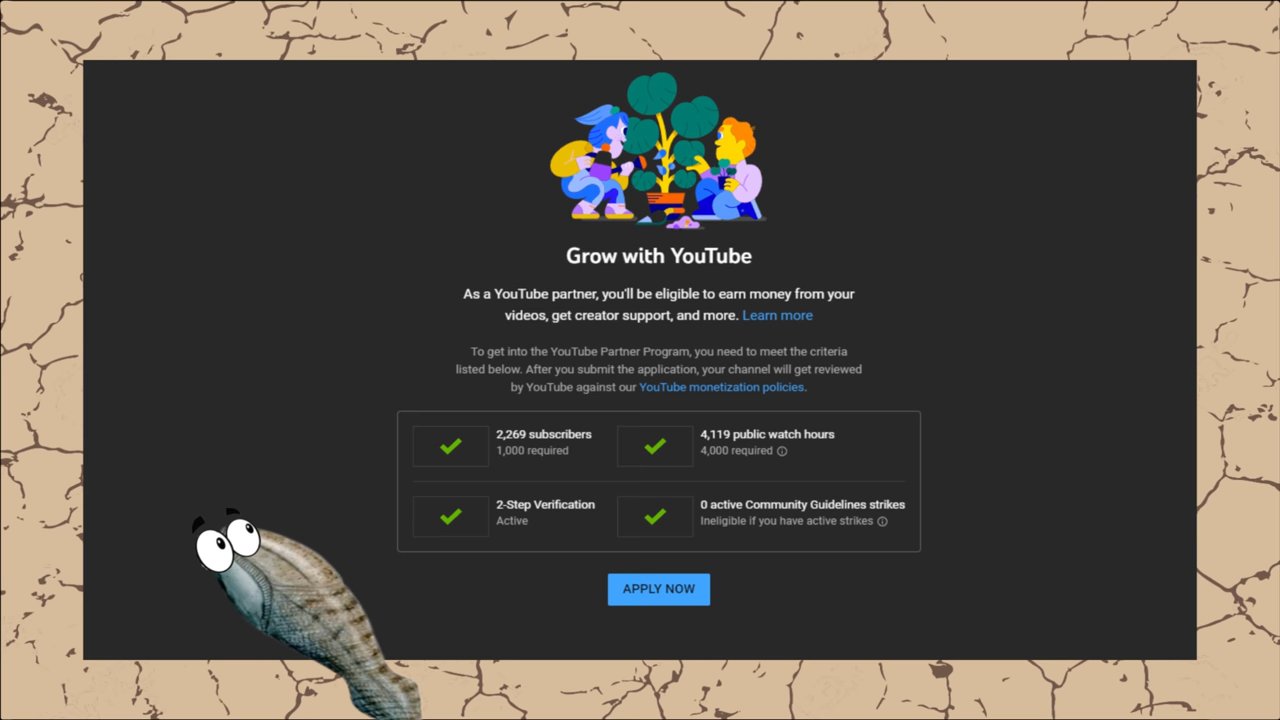 Grow with YouTube
As a YouTube partner, you'll be eligible to earn money from your
videos, get creator support, and more. Learn more
To get into the YouTube Partner Program, you need to meet the criteria
listed below. After you submit the application, your channel will get reviewed
by YouTube against our YouTube monetization policies.
2,269 subscribers
1,000 required
4,119 public watch hours
4,000 required
2-Step Verification
Active
0 active Community Guidelines strikes
Ineligible if you have active strikes
APPLY NOW